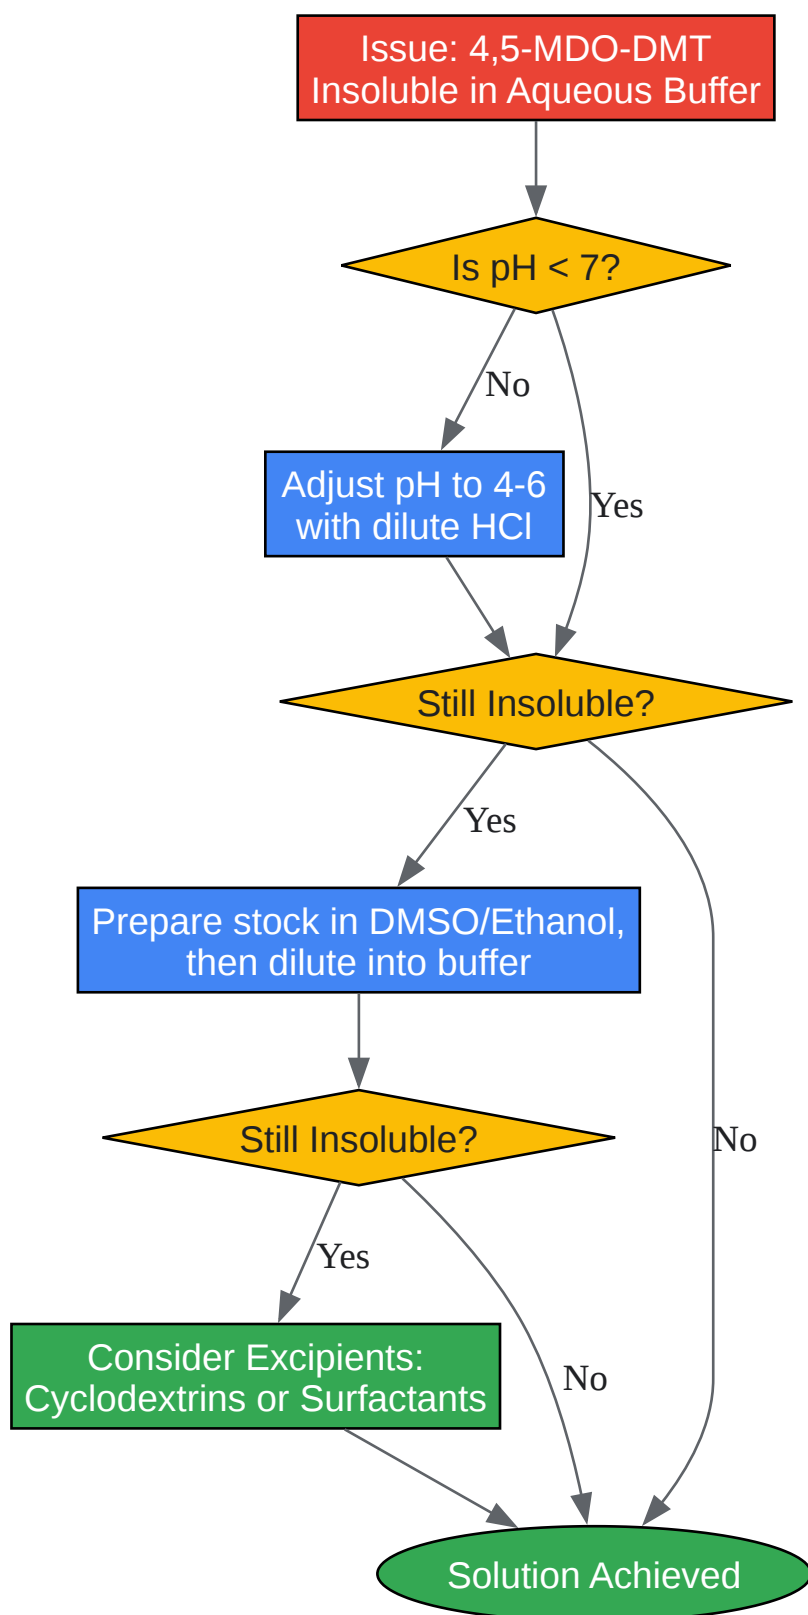 Issue: 4,5-MDO-DMT
Insoluble in Aqueous Buffer
Is pH < 7?
No
Adjust pH to 4-6
with dilute HCl
Yes
Still Insoluble?
Yes
Prepare stock in DMSO/Ethanol,
then dilute into buffer
Still Insoluble?
No
Yes
Consider Excipients:
Cyclodextrins or Surfactants
No
Solution Achieved